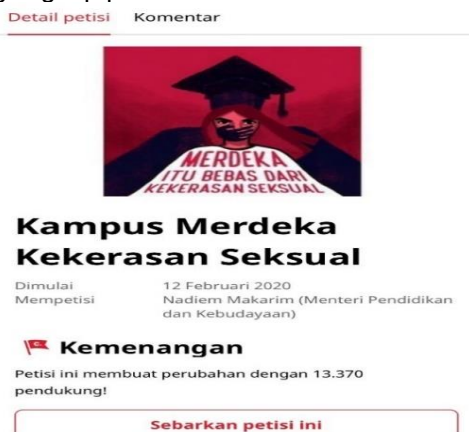 Detail petisi Komentar
MERDEKA
ITU BEBAS DARI
KEKERASAN SEKSUAL
Kampus Merdeka
Kekerasan Seksual
Dimulai 12 Februari 2020
Mempetisi Nadiem Makarim (Menteri Pendidikan
dan Kebudayaan)
Kemenangan
Petisi ini membuat perubahan dengan 13.370
pendukung!
Sebarkan petisi ini